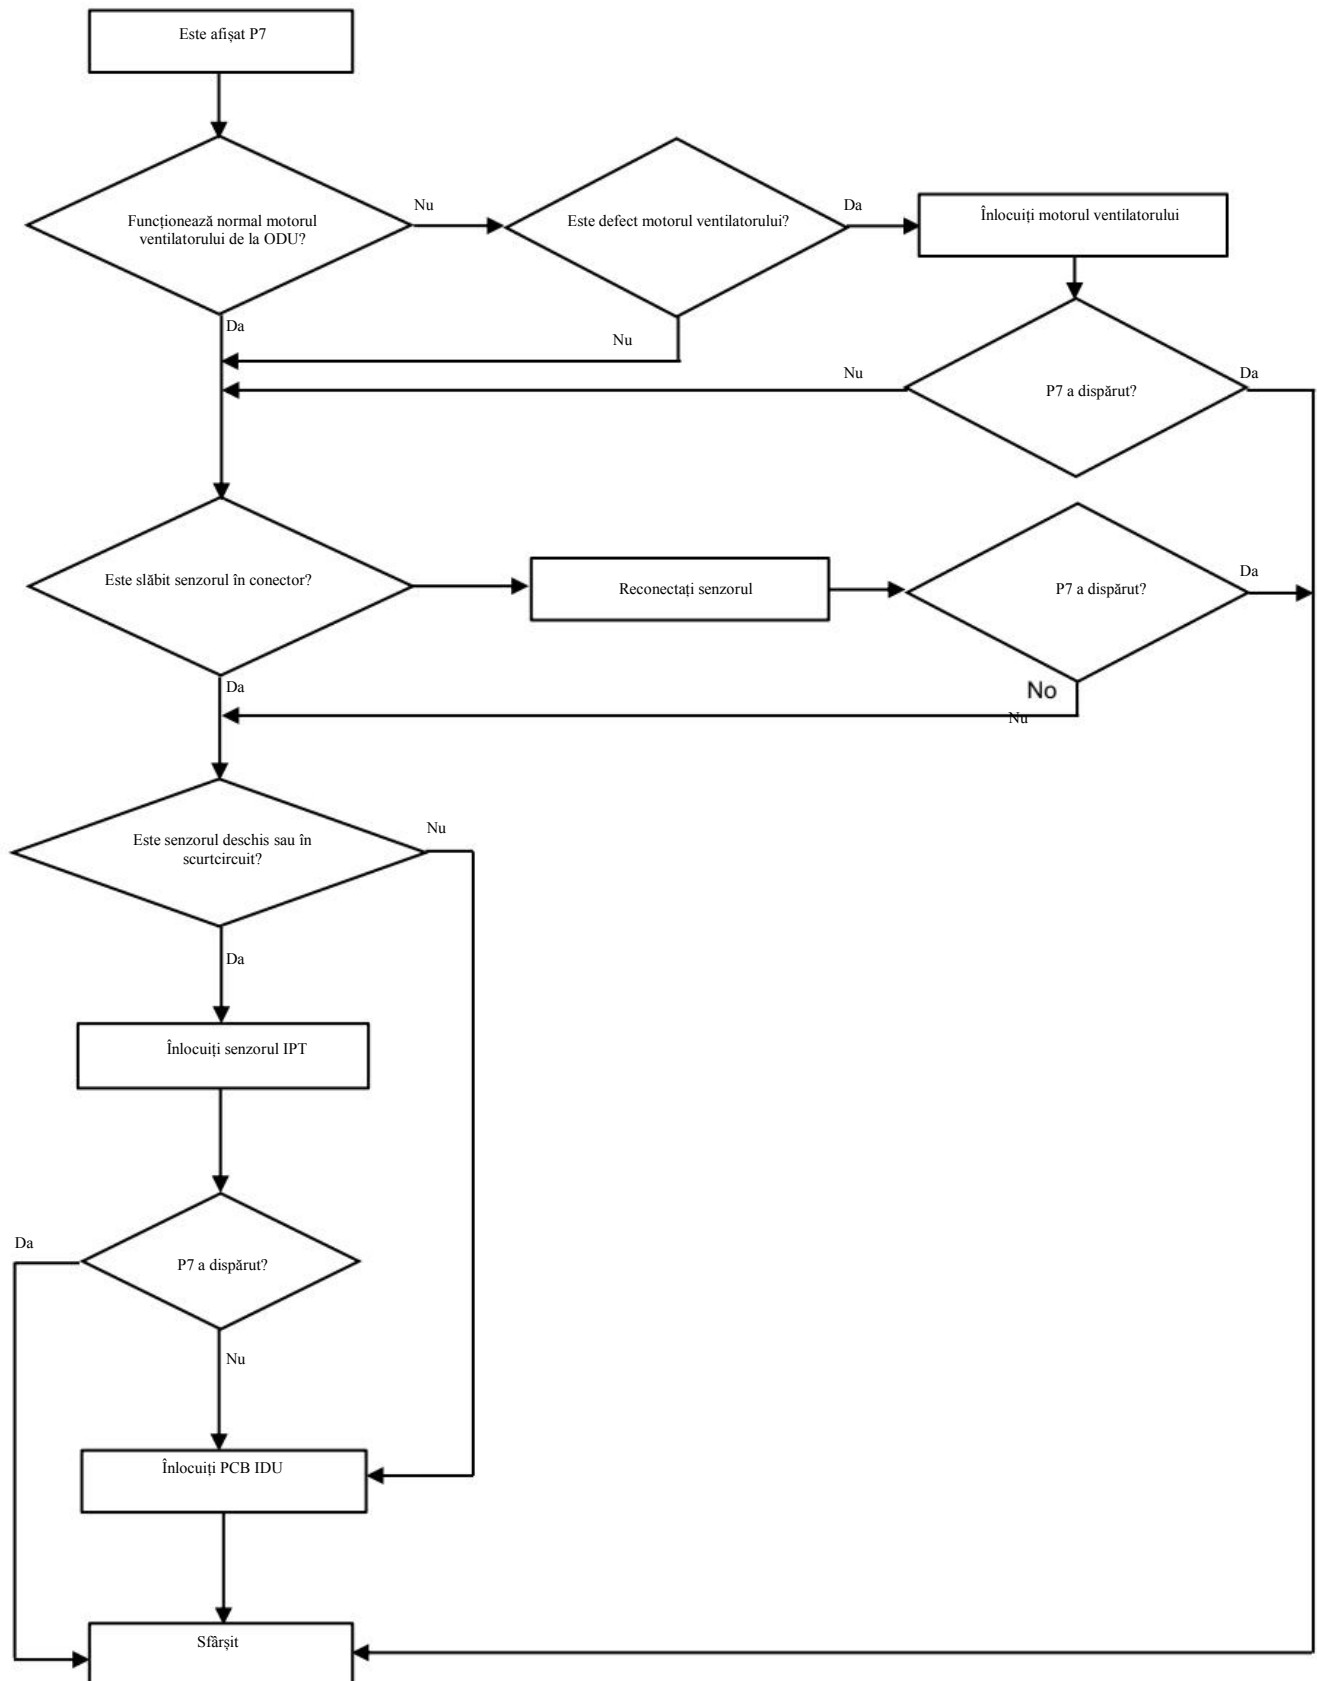 Este afișat P7
Funcționează normal motorul
ventilatorului de la ODU?
Nu
Este defect motorul ventilatorului?
Da
Înlocuiți motorul ventilatorului
Da
Nu
Nu
P7 a dispărut?
Da
Este slăbit senzorul în conector?
Reconectați senzorul
P7 a dispărut?
Da
Da
No
Nu
Este senzorul deschis sau în
scurtcircuit?
Nu
Da
Înlocuiți senzorul IPT
Da
P7 a dispărut?
Nu
Înlocuiți PCB IDU
Sfârșit